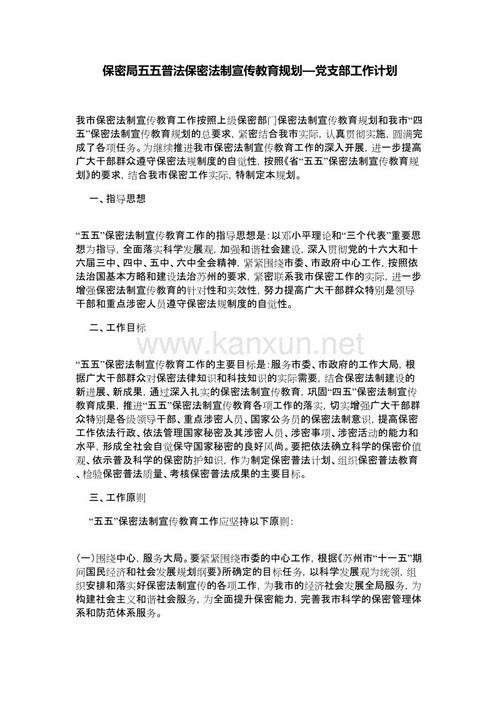 保密局五五普法保密法制宣传教育规划—党支部工作计划
我市保密法制宣传教育工作按照上级保密部门保密法制宣传教育规划和我市“四
五”保密法制宣传教育规划的总要求，紧密结合我市实际，认真贯彻实施，圆满完
成了各项任务。为继续推进我市保密法制宣传教育工作的深入开展，进一步提高
广大干部群众遵守保密法规制度的自觉性，按照《省“五五”保密法制宣传教育规
划》的要求，结合我市保密工作实际，特制定本规划。
一、指导思想
“五五”保密法制宣传教育工作的指导思想是：以邓小平理论和“三个代表”重要思
想为指导，全面落实科学发展观，加强和谐社会建设，深入贯彻党的十六大和十
六届三中、四中、五中、六中全会精神，紧紧围绕市委、市政府中心工作，按照依
法治国基本方略和建设法治苏州的要求，紧密联系我市保密工作的实际，进一步
增强保密法制宣传教育的针对性和实效性，努力提高广大干部群众特别是领导
干部和重点涉密人员遵守保密法规制度的自觉性。
二、工作目标
www.kanxun.net
“五五”保密法制宣传教育工作的主要目标是：服务市委、市政府的工作大局，根
据广大干部群众对保密法律知识和科技知识的实际需要，结合保密法制建设的
新进展、新成果，通过深入扎实的保密法制宣传教育，巩固“四五”保密法制宣传教
育成果，推进“五五”保密法制宣传教育各项工作的落实，切实增强广大干部群众
特别是各级领导干部、重点涉密人员、国家公务员的保密法制意识，提高保密
工作依法行政、依法管理国家秘密及其涉密人员、涉密事项、涉密活动的能力和
水平，形成全社会自觉保守国家秘密的良好风尚。要把依法确立科学的保密价值
观、依示普及科学的保密防护知识，作为制定保密普法计划、组织保密普法教育
、检验保密普法质量、考核保密普法成果的主要目标。
三、工作原则
“五五”保密法制宣传教育工作应坚持以下原则：
（一）围绕中心，服务大局。要紧紧围绕市委的中心工作，根据《苏州市“十一五”期
间国民经济和社会发展规划纲要》所确定的目标任务，以科学发展观为统领，组
织安排和落实好保密法制宣传的各项工作，为我市的经济社会发展全局服务，为
构建社会主义和谐社会服务，为全面提升保密能力，完善我市科学的保密管理体
系和防范体系服务。